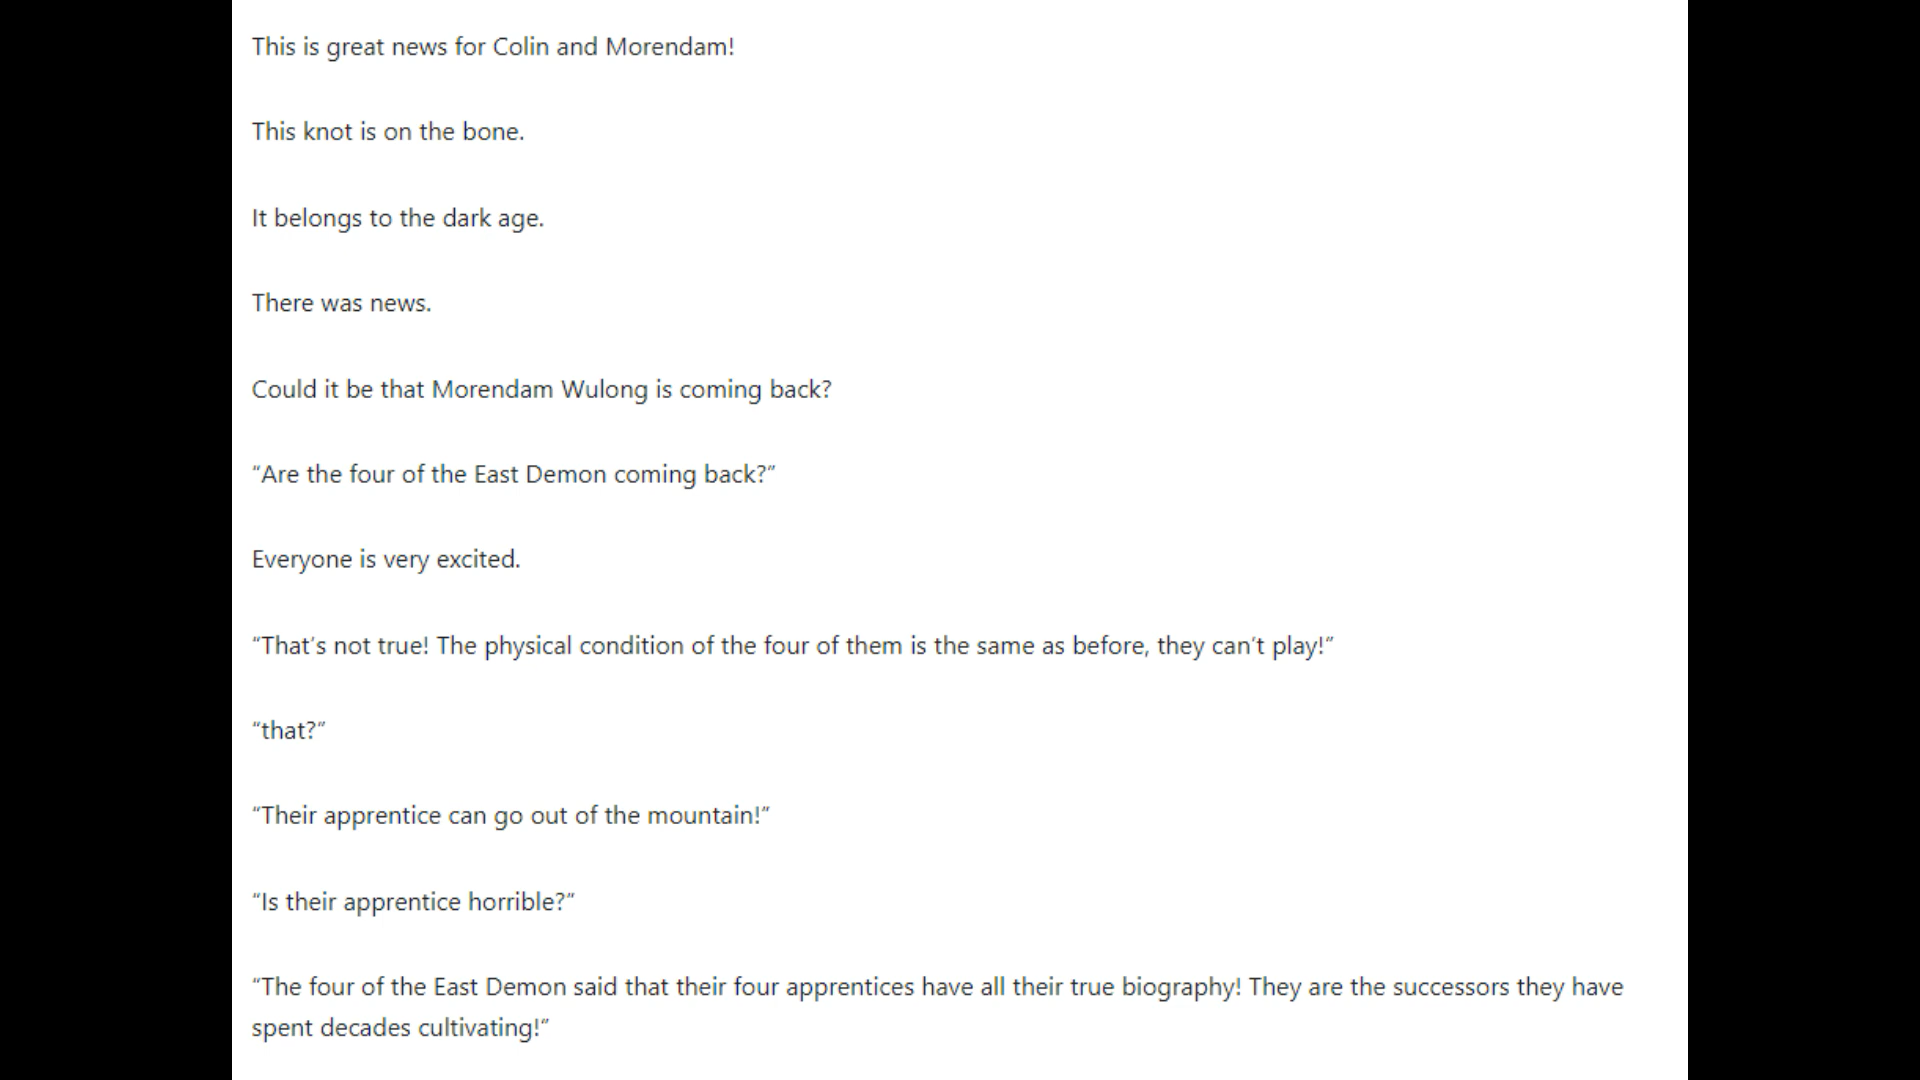 This is great news for Colin and Morendam!
This knot is on the bone.
It belongs to the dark age.
There was news.
Could it be that Morendam Wulong is coming back?
“Are the four of the East Demon coming back?”
Everyone is very excited.
“That’s not true! The physical condition of the four of them is the same as before, they can’t play!”
“that?”
“Their apprentice can go out of the mountain!”
“Is their apprentice horrible?”
“The four of the East Demon said that their four apprentices have all their true biography! They are the successors they have
spent decades cultivating!”